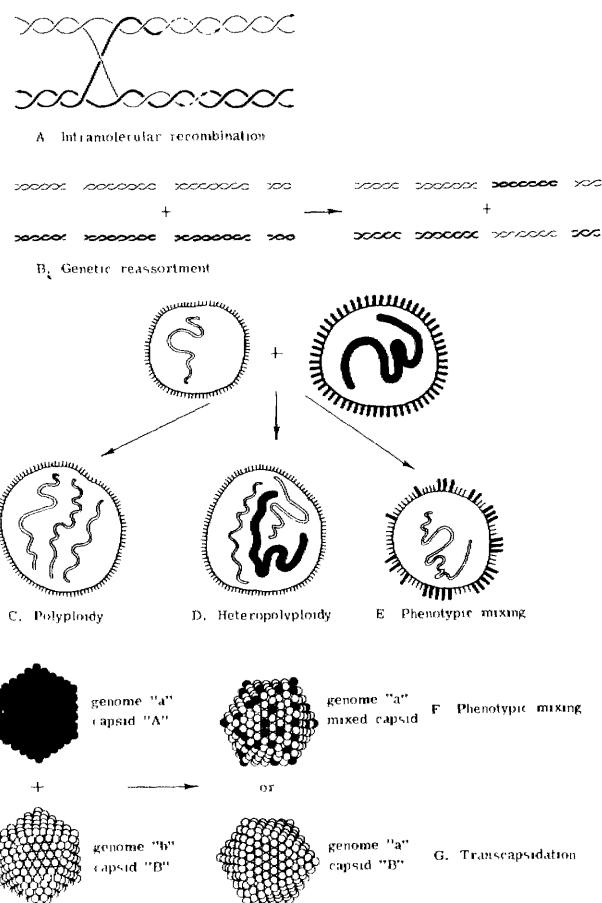 A Intramolecular recombination
B. Genetic reassortment
C. Polyploidy
D. Heteropolyploidy
E Phenotypic mixing
genome "a"
capsid "A"
genome "a"
mixed capsid
F Phenotypic mixing
or
genome "b"
capsid "B"
genome "a"
capsid "B"
G. Transcapsidation